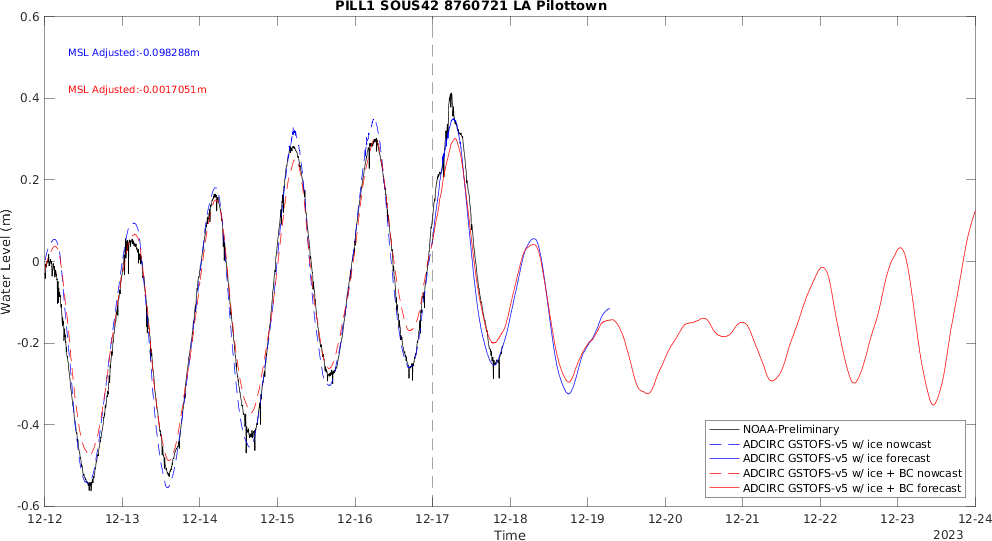 PILL1 SOUS42 8760721 LA Pilottown
MSL Adjusted:-0.098288m
MSL Adjusted:-0.0017051m
Water Level (m)
0.6
0.4
0.2
0
-0.2
-0.4
-0.6
NOAA-Preliminary
ADCIRC GSTOFS-v5 w/ ice nowcast
ADCIRC GSTOFS-v5 w/ ice forecast
ADCIRC GSTOFS-v5 w/ ice + BC nowcast
ADCIRC GSTOFS-v5 w/ ice + BC forecast
12-12 12-13 12-14 12-15 12-16 12-17 12-18 12-19 12-20 12-21 12-22 12-23 12-24
Time
2023